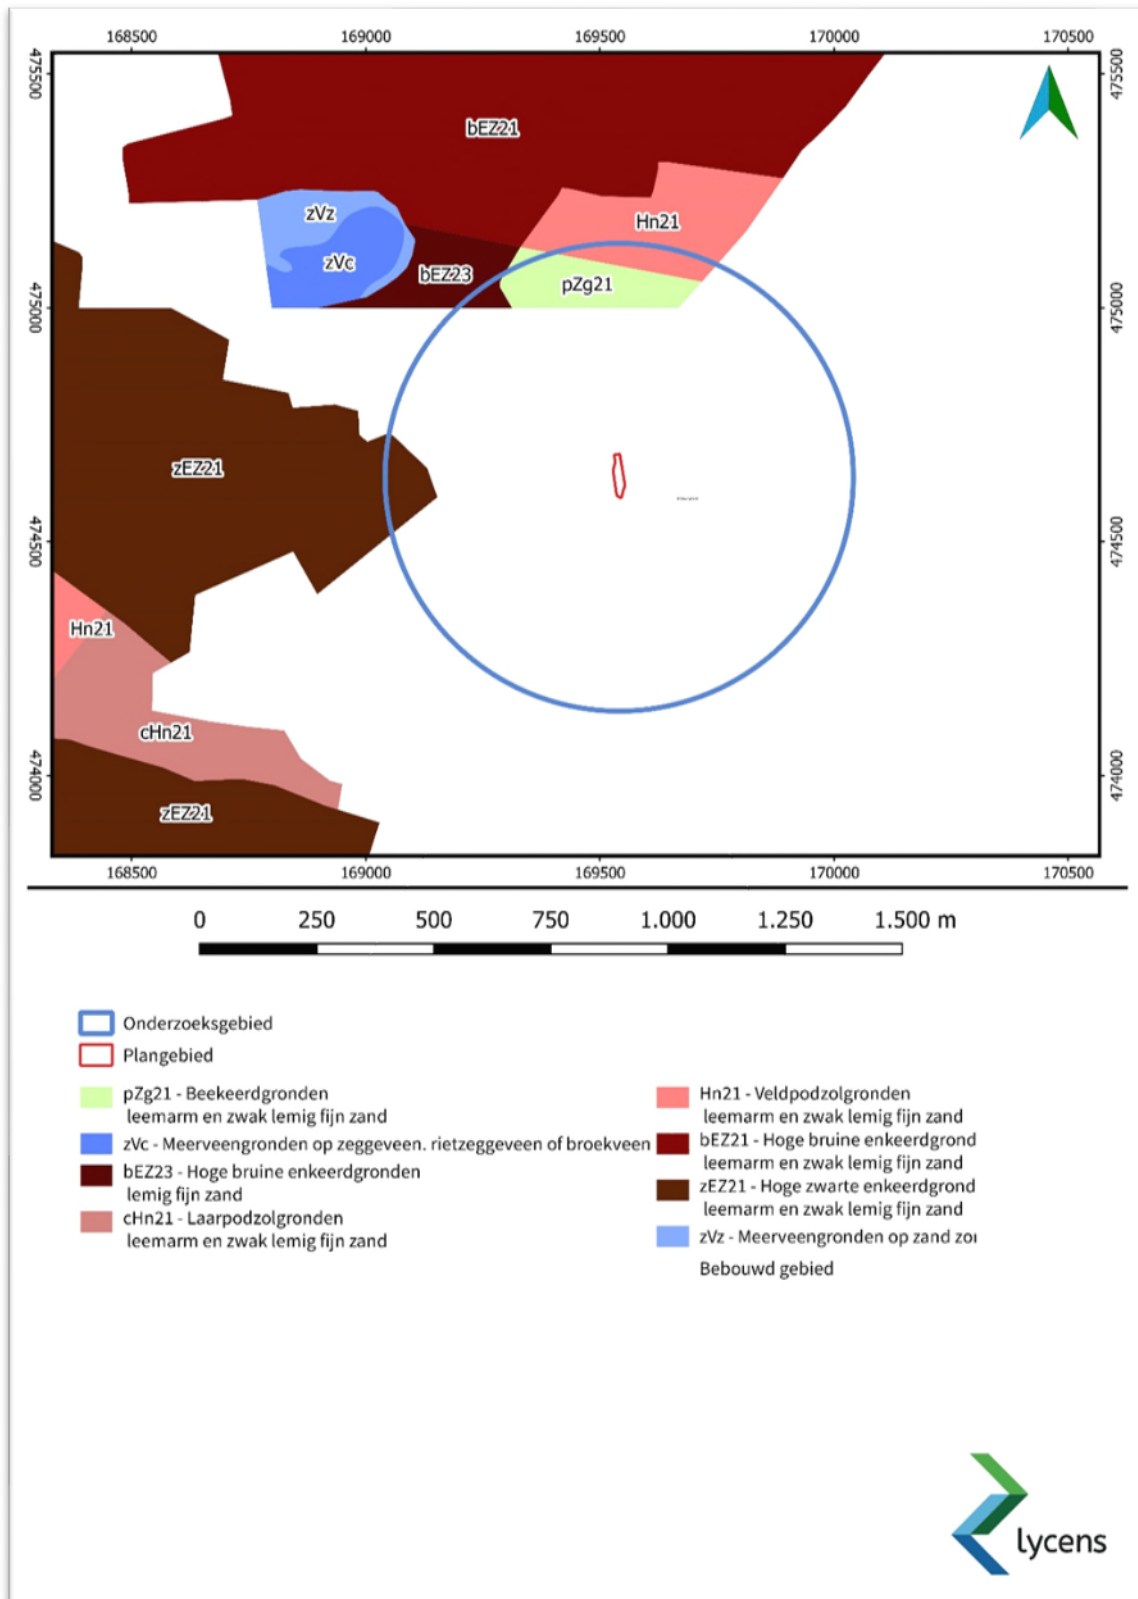 168500 169000 169500 170000 170500
475500 475500
bEZ21
zVz Hn21
zVc bEZ23 pZg21
475000 475000
zEZ21
474500 474500
Hn21
cHn21
474000 474000
zEZ21
168500 169000 169500 170000 170500
0 250 500 750 1.000 1.250 1.500 m
Onderzoeksgebied
Plangebied
pZg21 - Beekeerdgronden
leemarm en zwak lemig fijn zand
zVc - Meerveengronden op zeggeveen. rietzeggeveen of broekveen
bEZ23 - Hoge bruine enkeerdgronden
lemig fijn zand
cHn21 - Laarpodzolgronden
leemarm en zwak lemig fijn zand
Hn21 - Veldpodzolgronden
leemarm en zwak lemig fijn zand
bEZ21 - Hoge bruine enkeerdgrond
leemarm en zwak lemig fijn zand
zEZ21 - Hoge zwarte enkeerdgrond
leemarm en zwak lemig fijn zand
zVz - Meerveengronden op zand
Bebouwd gebied
lycens